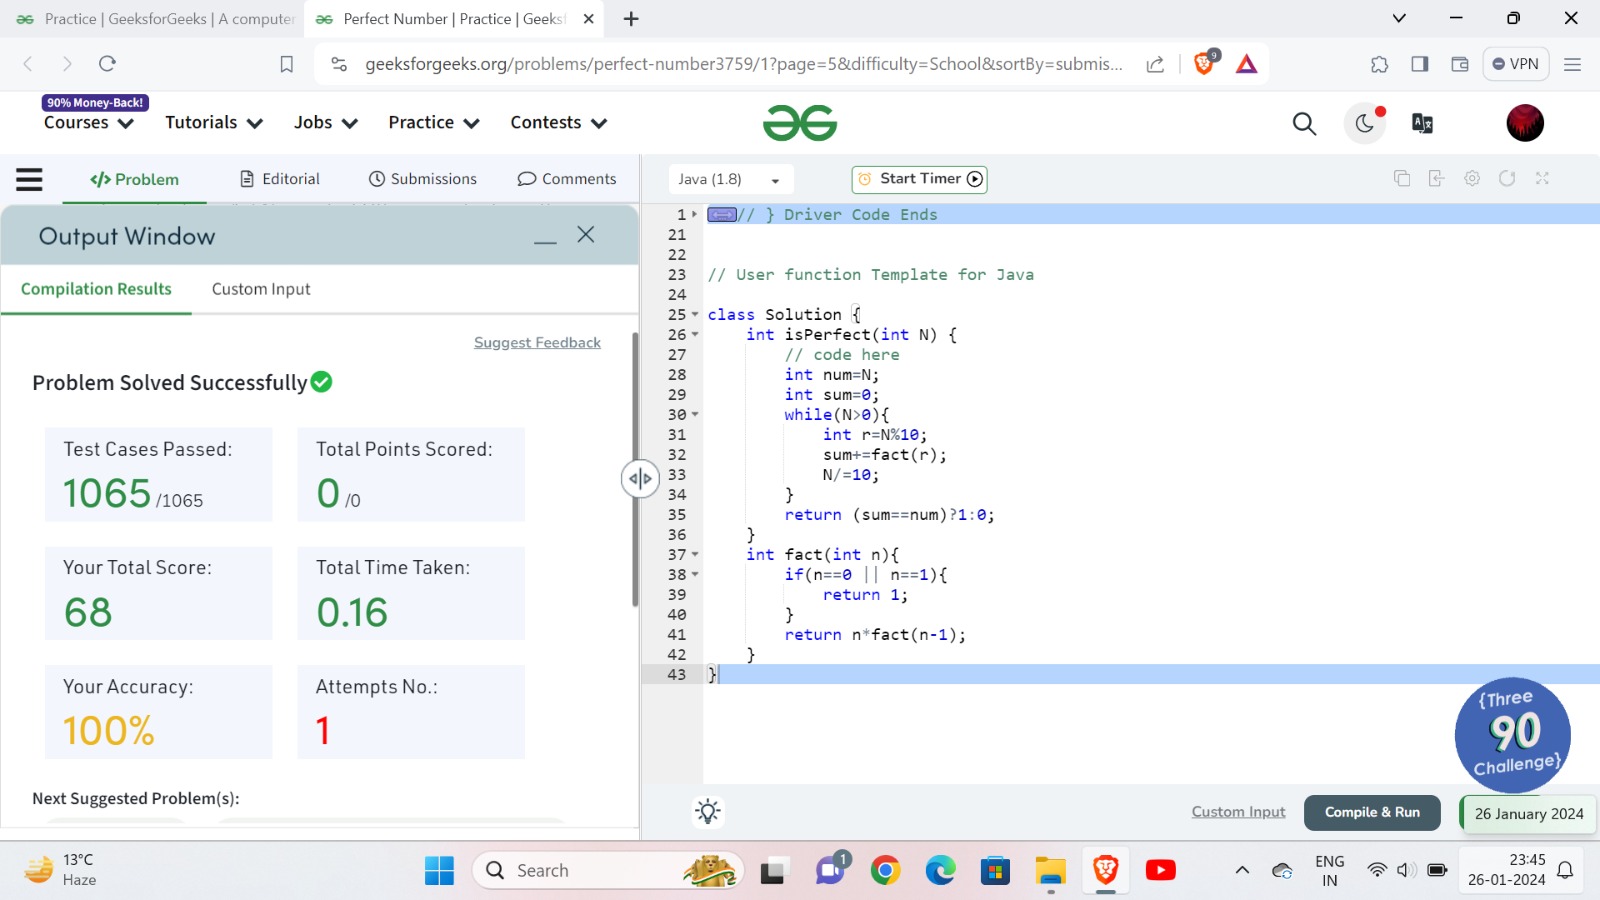 Practice | GeeksforGeeks | A computer
Perfect Number | Practice | Geeksf
geeksforgeeks.org/problems/perfect-number3759/1?page=5&difficulty=School&sortBy=submis...
9
VPN
90% Money-Back!
Courses
Tutorials
Jobs
Practice
Contests
Problem
Editorial
Submissions
Comments
Java (1.8)
Start Timer
Output Window
Compilation Results
Custom Input
Suggest Feedback
Problem Solved Successfully
Test Cases Passed:
1065 /1065
Total Points Scored:
0 /0
Your Total Score:
68
Total Time Taken:
0.16
Your Accuracy:
100%
Attempts No.:
1
Next Suggested Problem(s):
1 // } Driver Code Ends
21
22
23 // User function Template for Java
24
25 class Solution {
26 int isPerfect(int N) {
27 // code here
28 int num=N;
29 int sum=0;
30 while(N>0){
31 int r=N%10;
32 sum+=fact(r);
33 N/=10;
34 }
35 return (sum==num)?1:0;
36 }
37 int fact(int n){
38 if(n==0 || n==1){
39 return 1;
40 }
41 return n*fact(n-1);
42 }
43 }
{Three
90
Challenge}
Custom Input
Compile & Run
26 January 2024
13°C
Haze
Search
1
ENG
IN
23:45
26-01-2024